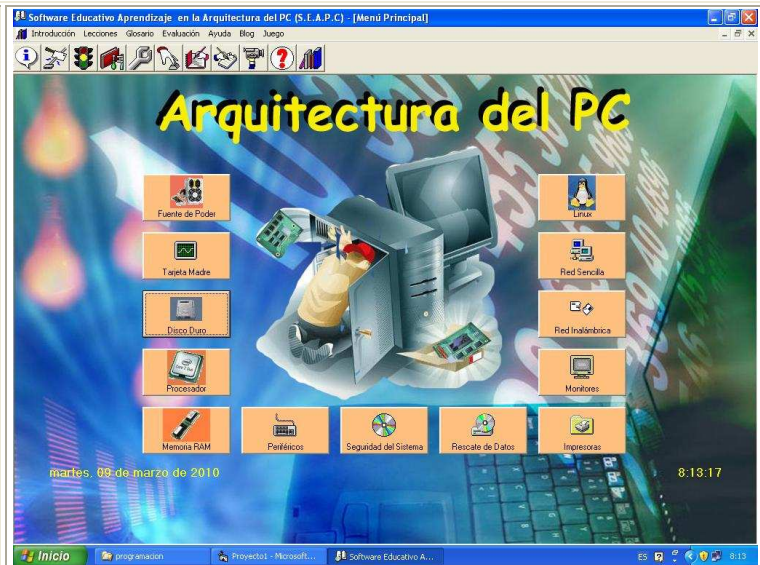 Software Educativo Aprendizaje en la Arquitectura del PC (S.E.A.P.C) - [Menú Principal]
Introducción Lecciones Glosario Evaluación Ayuda Blog Juego
Arquitectura del PC
Fuente de Poder
Linux
Tarjeta Madre
Red Sencilla
Disco Duro
Red Inalámbrica
Procesador
Monitores
Memoria RAM
Periféricos
Seguridad del Sistema
Rescate de Datos
Impresoras
martes, 09 de marzo de 2010
8:13:17
Inicio
programacion
Proyecto1 - Microsoft...
Software Educativo A...
ES
8:13